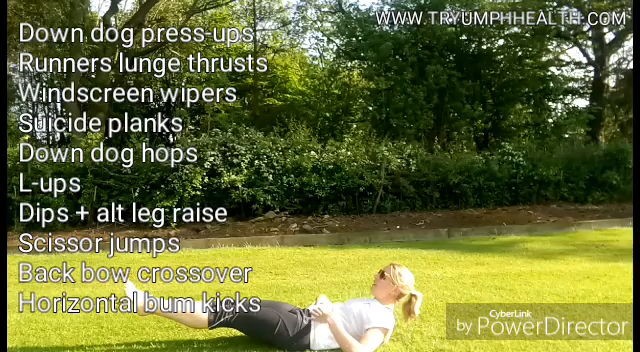 WWW.TRYUMPHHEALTH.COM
Down dog press-ups
Runners lunge thrusts
Windscreen wipers
Suicide planks
Down dog hops
L-ups
Dips + alt leg raise
Scissor jumps
Back bow crossover
Horizontal bum kicks
CyberLink
by PowerDirector